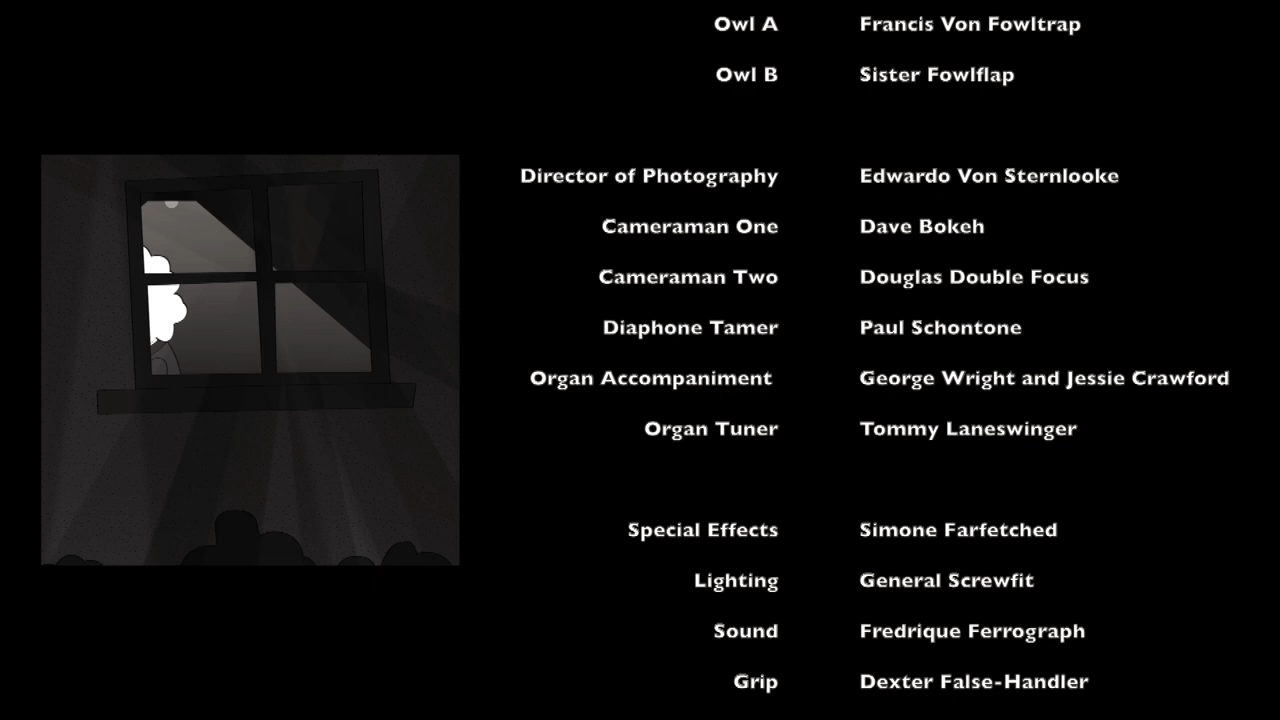 Owl A Francis Von Fowltrap
Owl B Sister Fowlflap
Director of Photography Edwardo Von Sternlooke
Cameraman One Dave Bokeh
Cameraman Two Douglas Double Focus
Diaphone Tamer Paul Schontone
Organ Accompaniment George Wright and Jessie Crawford
Organ Tuner Tommy Laneswinger
Special Effects Simone Farfetched
Lighting General Screwfit
Sound Fredrique Ferrograph
Grip Dexter False-Handler